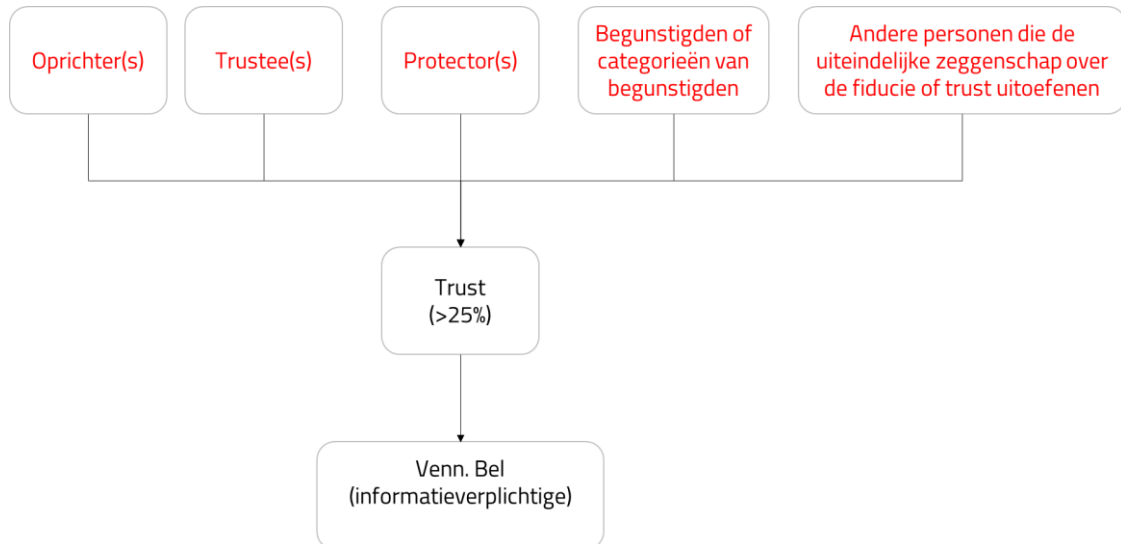 Oprichter(s)
Trustee(s)
Protector(s)
Begunstigden of
categorieën van
begunstigden
Andere personen die de
uiteindelijke zeggenschap over
de fiducie of trust uitoefenen
Trust
(>25%)
Venn. Bel
(informatieverplichtige)